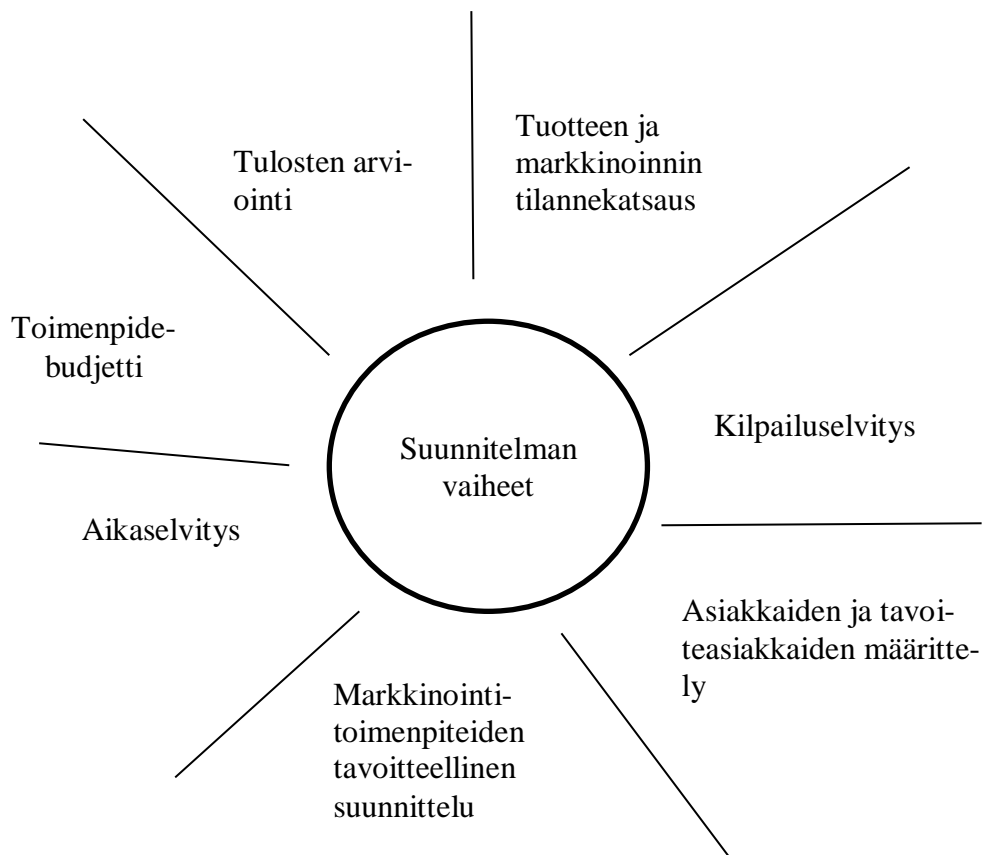 Tuotteen ja
markkinoinnin
tilannekatsaus
Kilpailuselvitys
Asiakkaiden ja tavoi-
teasiakkaiden määritte-
ly
Markkinointi-
toimenpiteiden
tavoitteellinen
suunnittelu
Aikaselvitys
Toimenpide-
budjetti
Tulosten arvi-
ointi
Suunnitelman
vaiheet